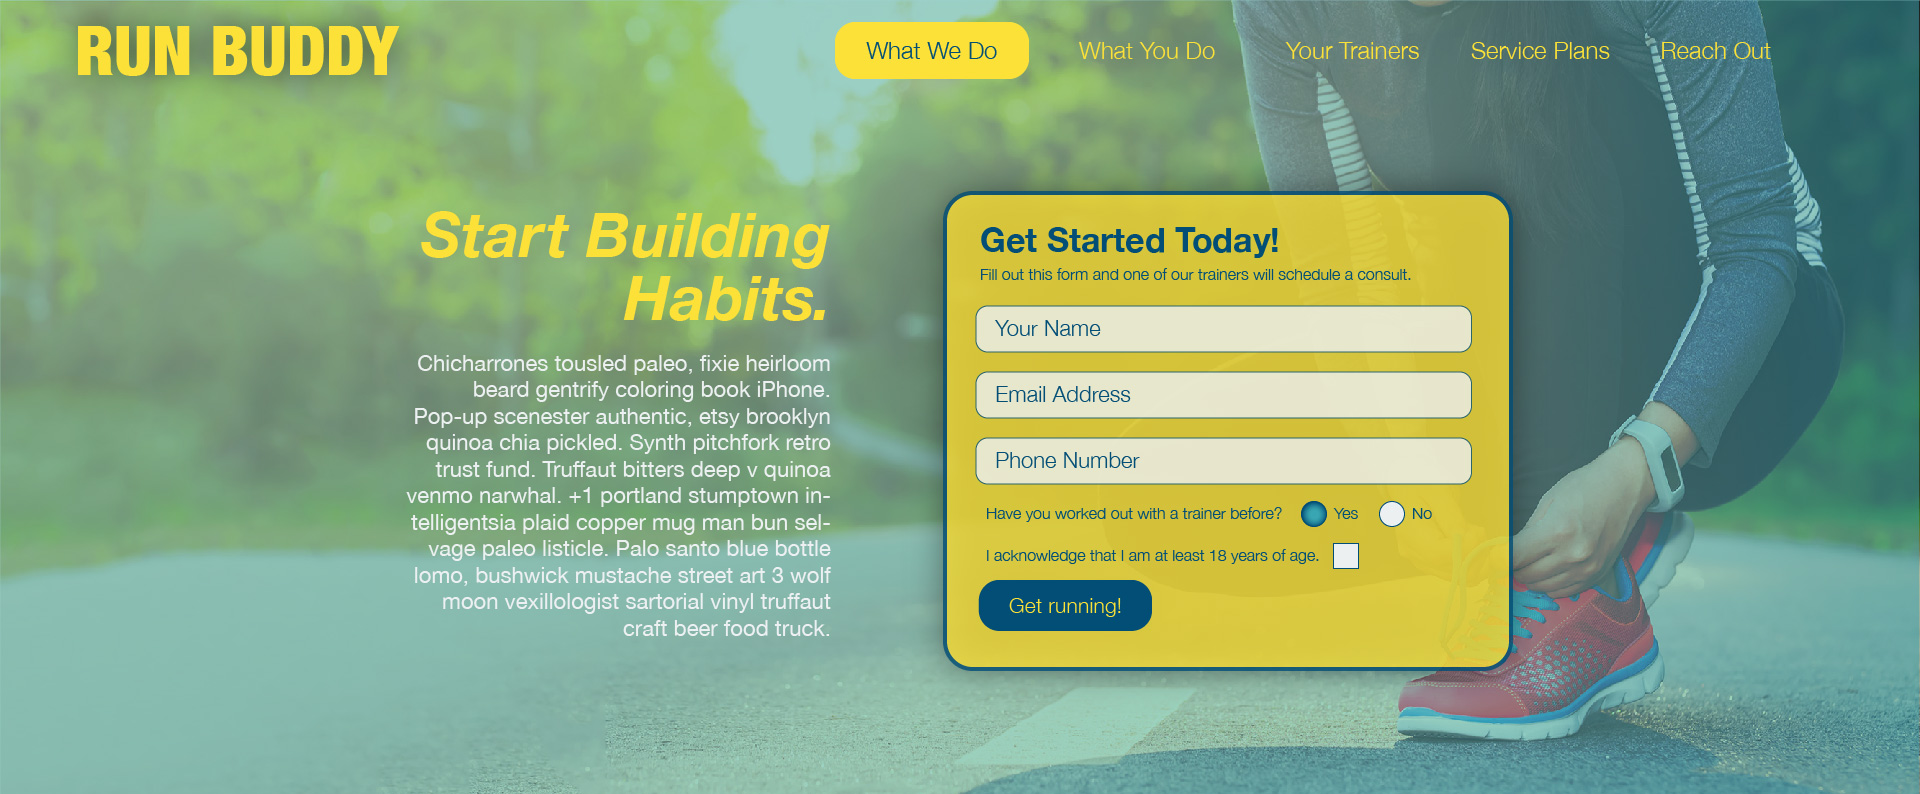 RUN BUDDY
What We Do
What You Do
Your Trainers
Service Plans
Reach Out
Start Building
Habits.
Chicharrones tousled paleo, fixie heirloom
beard gentrify coloring book iPhone.
Pop-up scenester authentic, etsy brooklyn
quinoa chia pickled. Synth pitchfork retro
trust fund. Truffaut bitters deep v quinoa
venmo narwhal. +1 portland stumptown in-
telligentsia plaid copper mug man bun sel-
vage paleo listicle. Palo santo blue bottle
lomo, bushwick mustache street art 3 wolf
moon vexillologist sartorial vinyl truffaut
craft beer food truck.
Get Started Today!
Fill out this form and one of our trainers will schedule a consult.
Your Name
Email Address
Phone Number
Have you worked out with a trainer before? Yes No
I acknowledge that I am at least 18 years of age.
Get running!